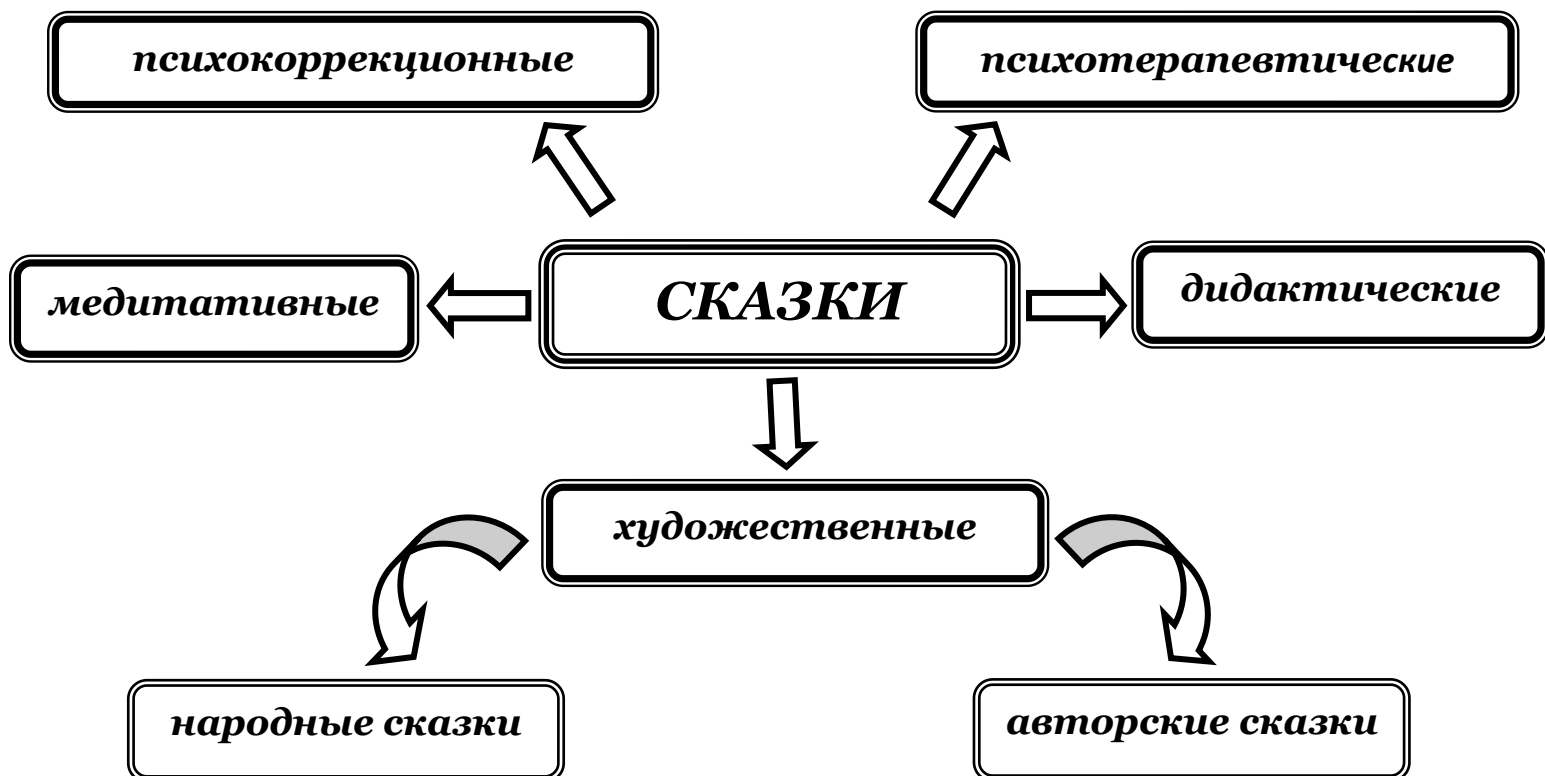 психокоррекционные
психотерапевтические
медитативные
СКАЗКИ
дидактические
художественные
народные сказки
авторские сказки